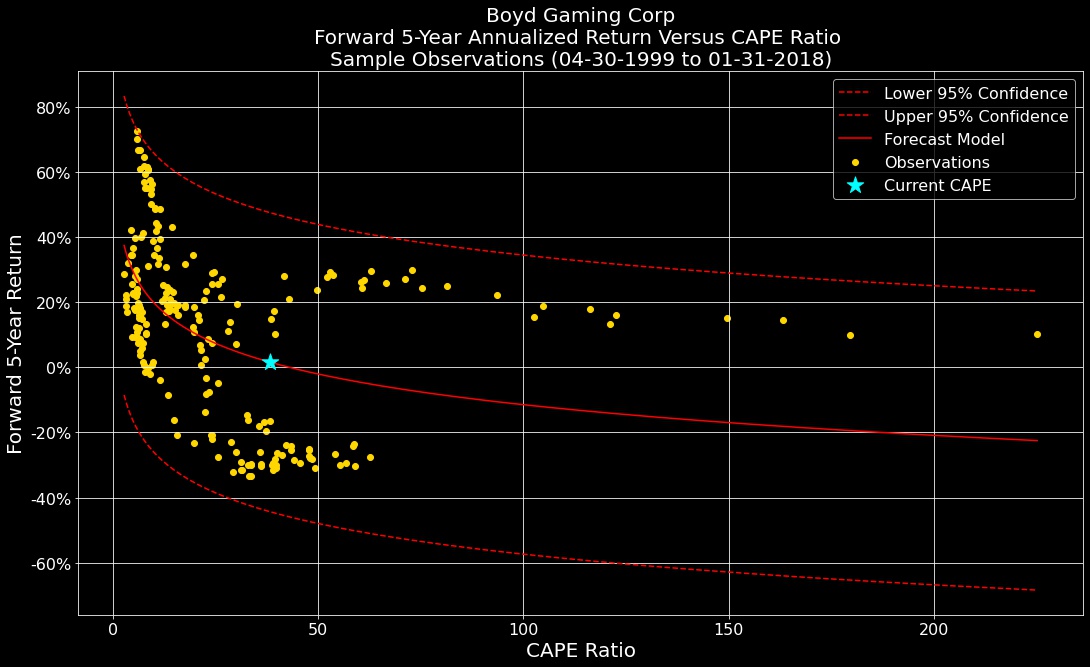 Boyd Gaming Corp
Forward 5-Year Annualized Return Versus CAPE Ratio
Sample Observations (04-30-1999 to 01-31-2018)
Lower 95% Confidence
Upper 95% Confidence
Forecast Model
Observations
Current CAPE
Forward 5-Year Return
80%
60%
40%
20%
0%
-20%
-40%
-60%
0
50
100
150
200
CAPE Ratio